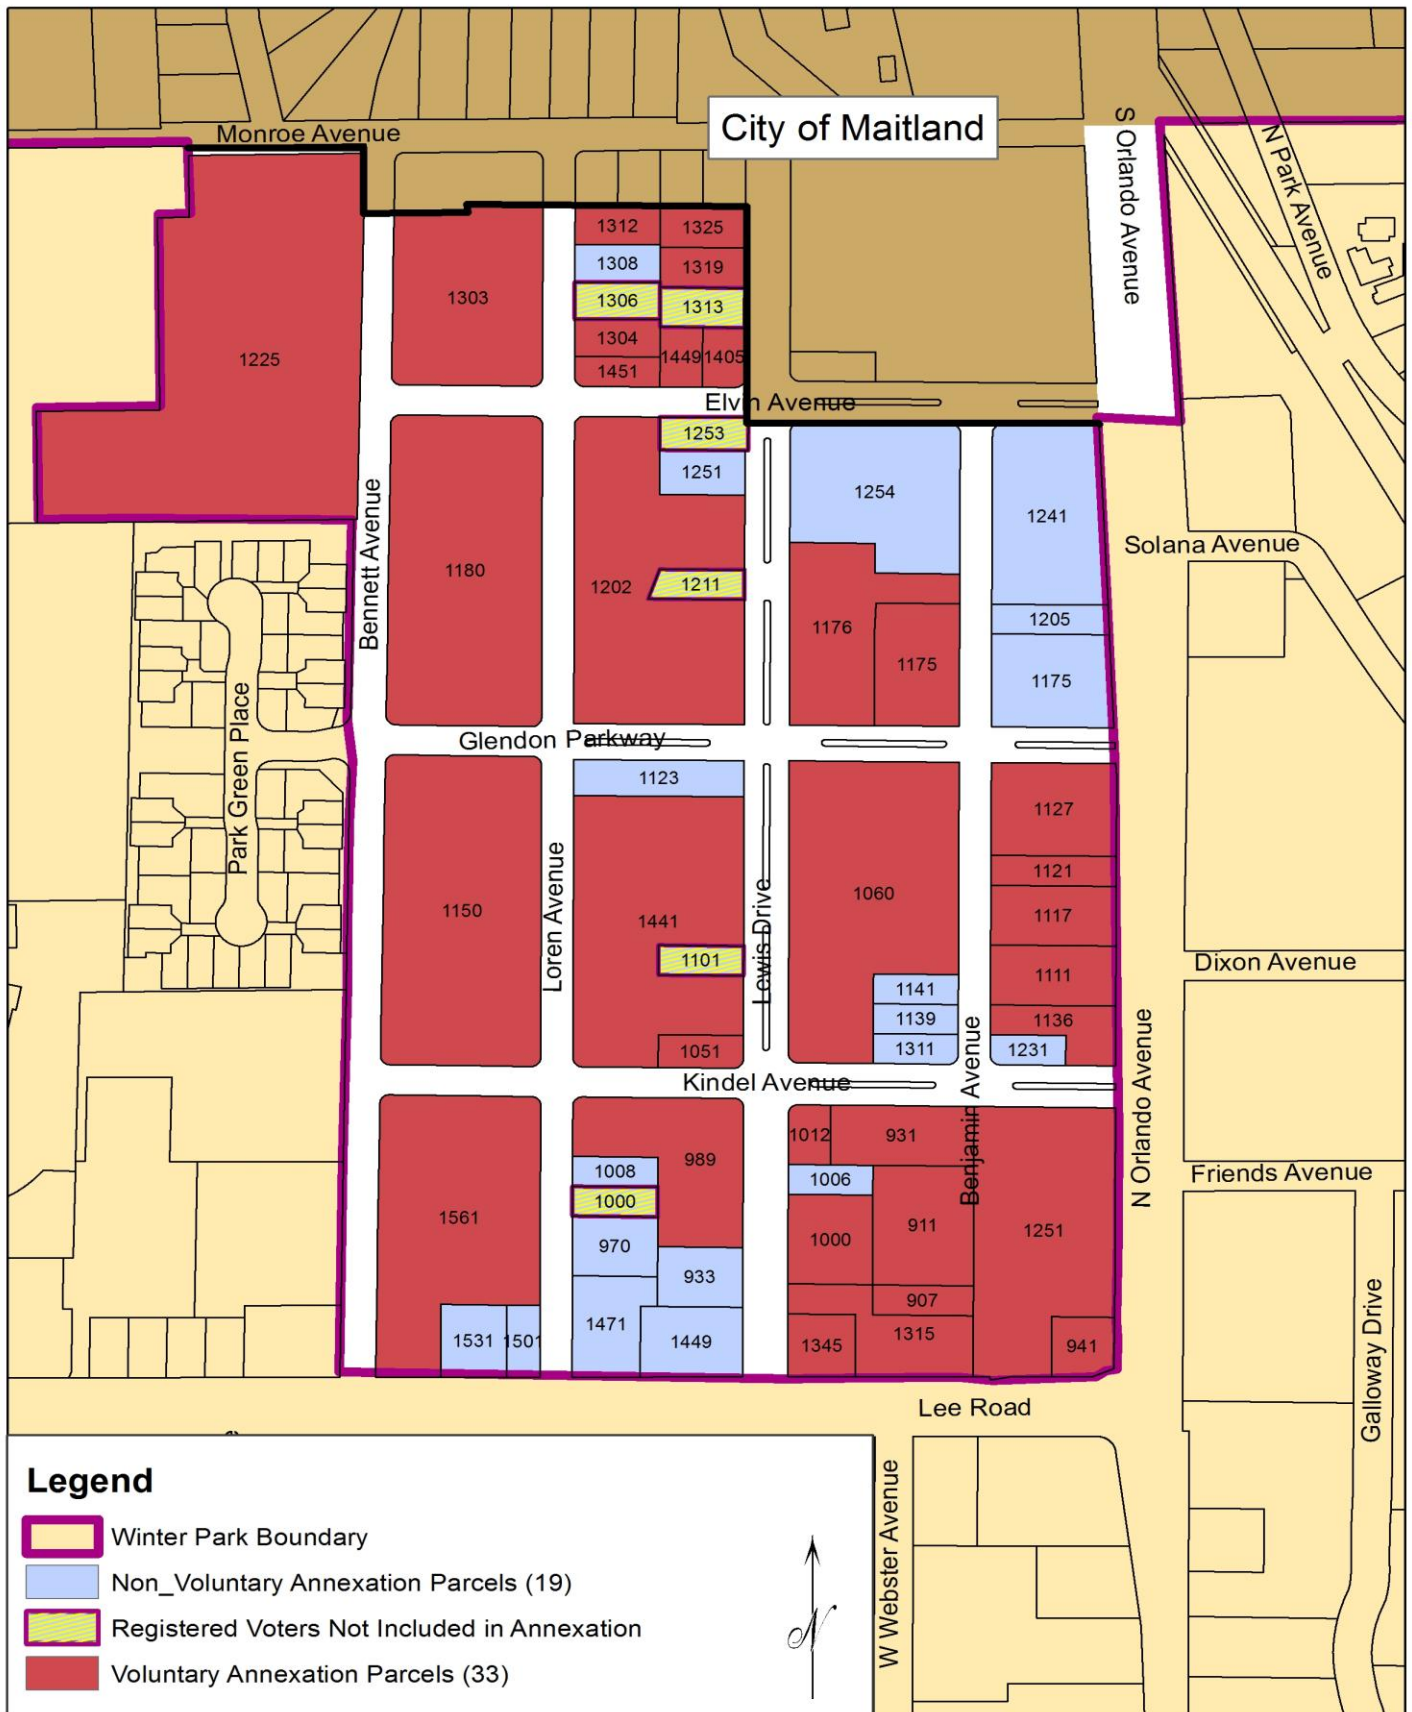 City of Maitland
Monroe Avenue
S Orlando Avenue
N Park Avenue
1312
1325
1308
1319
1303
1306
1313
1304
1449
1405
1225
1451
Elvin Avenue
1253
1251
1254
1241
Solana Avenue
Bennett Avenue
1180
1202
1211
1205
1176
1175
1175
Park Green Place
Glendon Parkway
1123
1127
1121
1060
1117
1150
1441
Loren Avenue
Lewis Drive
1101
1111
Dixon Avenue
1141
1139
1136
1051
1311
1231
Kindel Avenue
Benjamin Avenue
N Orlando Avenue
1012
931
989
1008
1006
Friends Avenue
1000
1561
911
1251
970
1000
933
907
1471
1315
1531
1501
1449
1345
941
Galloway Drive
Lee Road
W Webster Avenue
Legend
Winter Park Boundary
Non_Voluntary Annexation Parcels (19)
Registered Voters Not Included in Annexation
Voluntary Annexation Parcels (33)
N